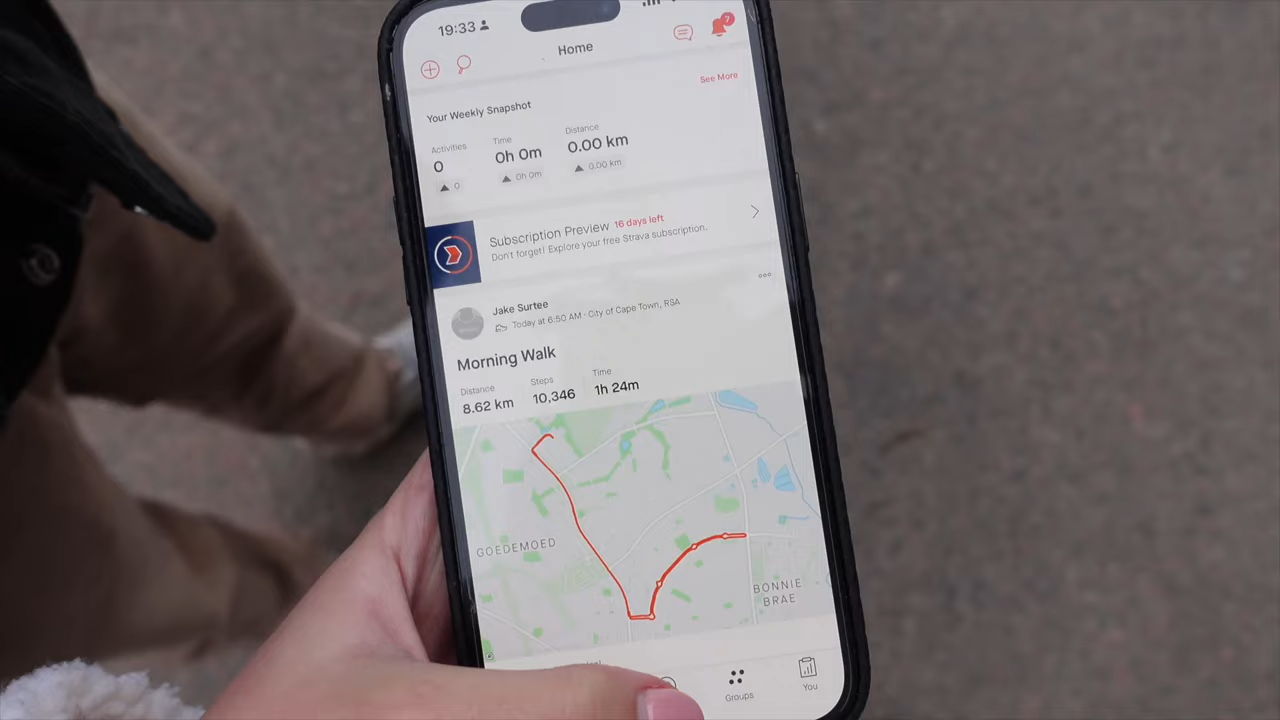 19:33
Home
7
See More
Your Weekly Snapshot
Activities
Time
Distance
0
0h 0m
0.00 km
0
0h 0m
0.00 km
Subscription Preview 16 days left
Don't forget! Explore your free Strava subscription.
Jake Surtee
Today at 6:50 AM · City of Cape Town, RSA
Morning Walk
Distance
Steps
Time
8.62 km
10,346
1h 24m
GOEDEMOED
BONNIE
BRAE
Groups
You